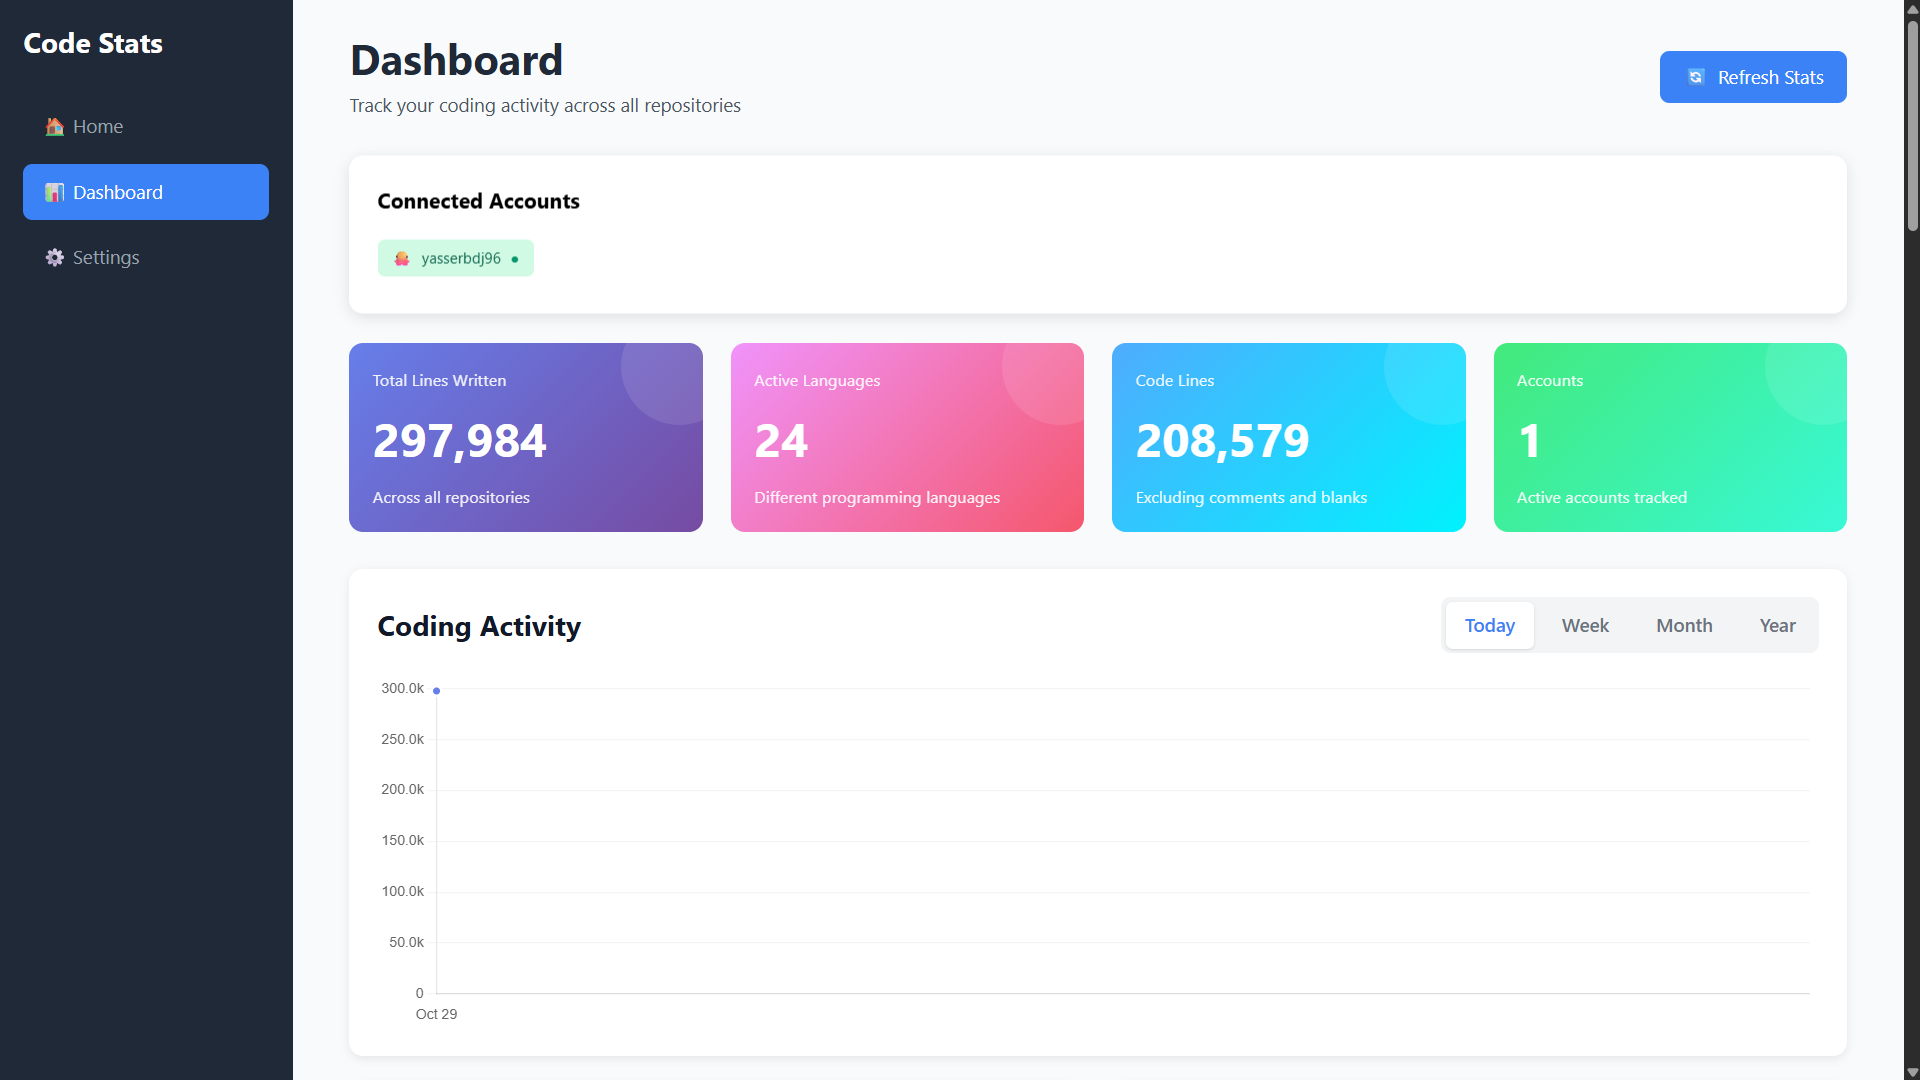 Code Stats
Home
Dashboard
Settings
Dashboard
Track your coding activity across all repositories
Refresh Stats
Connected Accounts
yasserbdj96
Total Lines Written
297,984
Across all repositories
Active Languages
24
Different programming languages
Code Lines
208,579
Excluding comments and blanks
Accounts
1
Active accounts tracked
Coding Activity
Today Week Month Year
300.0k
250.0k
200.0k
150.0k
100.0k
50.0k
0
Oct 29